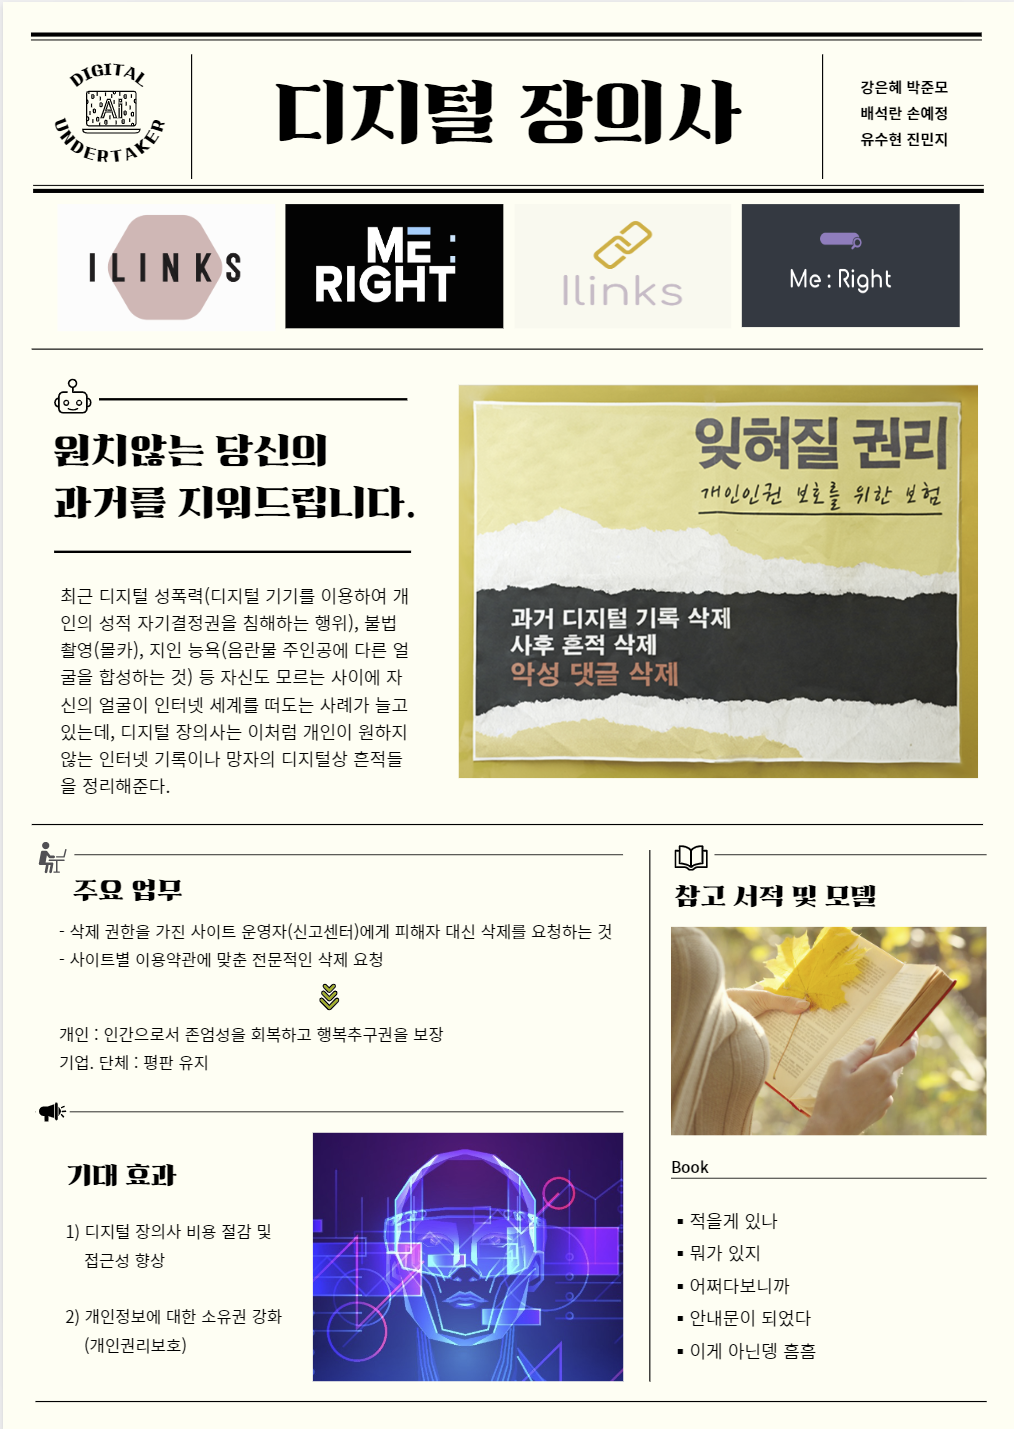 DIGITAL
Ai
UNDERTAKER
디지털 장의사
강은혜 박준모
배석란 손예정
유수현 진민지
ILINKS
ME:
RIGHT
Ilinks
Me : Right
원치않는 당신의
과거를 지워드립니다.
최근 디지털 성폭력(디지털 기기를 이용하여 개
인의 성적 자기결정권을 침해하는 행위), 불법
촬영(몰카), 지인 능욕(음란물 주인공에 다른 얼
굴을 합성하는 것) 등 자신도 모르는 사이에 자
신의 얼굴이 인터넷 세계를 떠도는 사례가 늘고
있는데, 디지털 장의사는 이처럼 개인이 원하지
않는 인터넷 기록이나 망자의 디지털상 흔적들
을 정리해준다.
잊혀질 권리
개인인권 보호를 위한 보험
과거 디지털 기록 삭제
사후 흔적 삭제
악성 댓글 삭제
주요 업무
- 삭제 권한을 가진 사이트 운영자(신고센터)에게 피해자 대신 삭제를 요청하는 것
- 사이트별 이용약관에 맞춘 전문적인 삭제 요청
개인 : 인간으로서 존엄성을 회복하고 행복추구권을 보장
기업. 단체 : 평판 유지
기대 효과
1) 디지털 장의사 비용 절감 및
접근성 향상
2) 개인정보에 대한 소유권 강화
(개인권리보호)
참고 서적 및 모델
Book
▪ 적을게 있나
▪ 뭐가 있지
▪ 어쩌다보니까
▪ 안내문이 되었다
▪ 이게 아닌뎅 흠흠